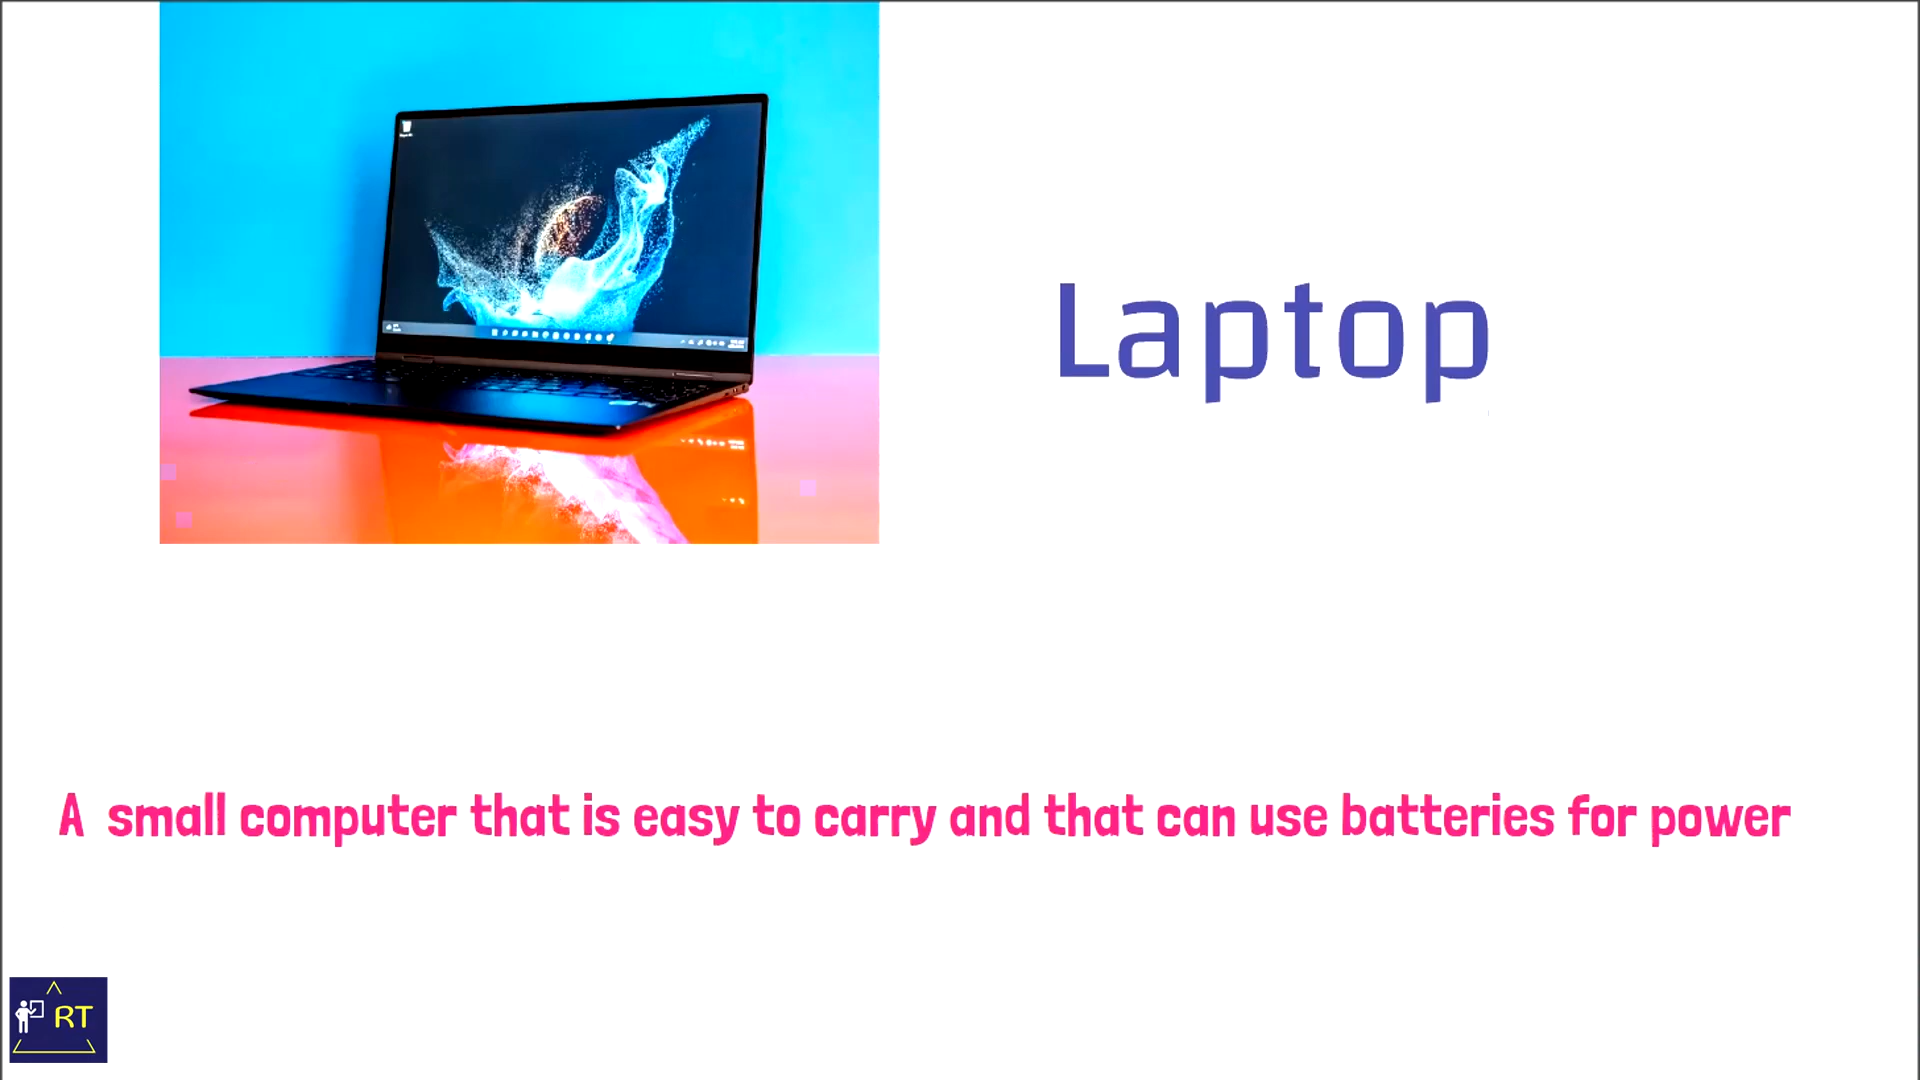 Laptop
A small computer that is easy to carry and that can use batteries for power
RT